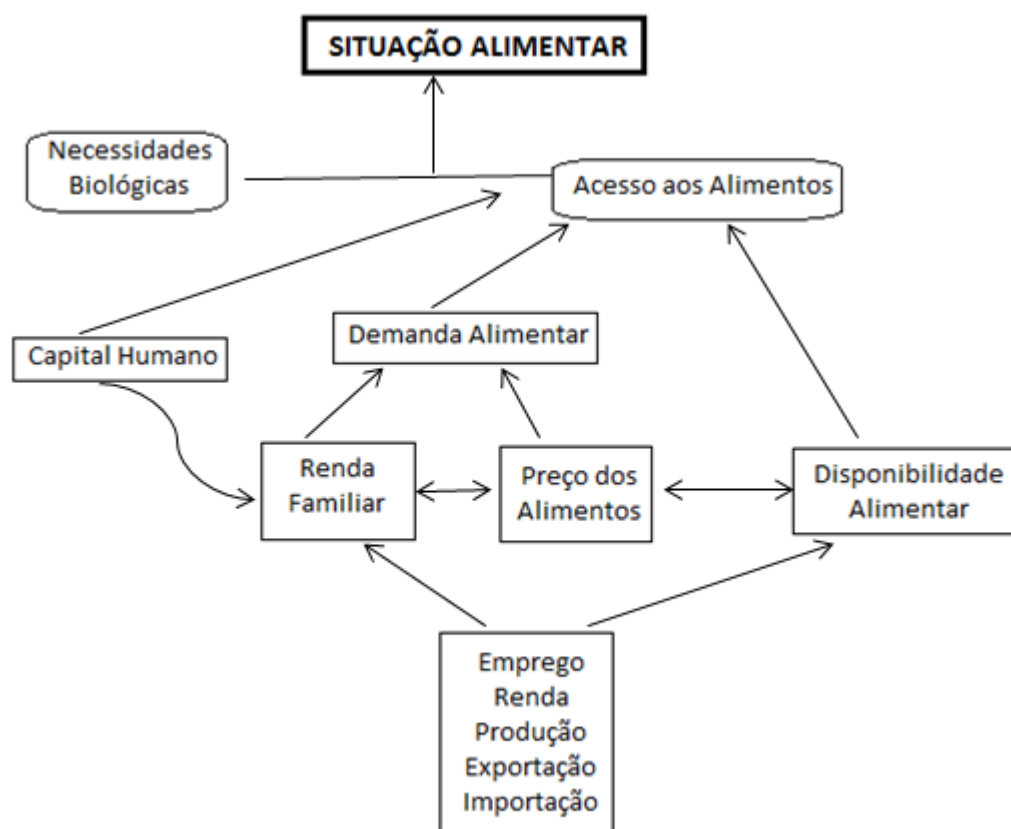 SITUAÇÃO ALIMENTAR
Necessidades
Biológicas
Acesso aos Alimentos
Demanda Alimentar
Capital Humano
Renda
Familiar
Preço dos
Alimentos
Disponibilidade
Alimentar
Emprego
Renda
Produção
Exportação
Importação